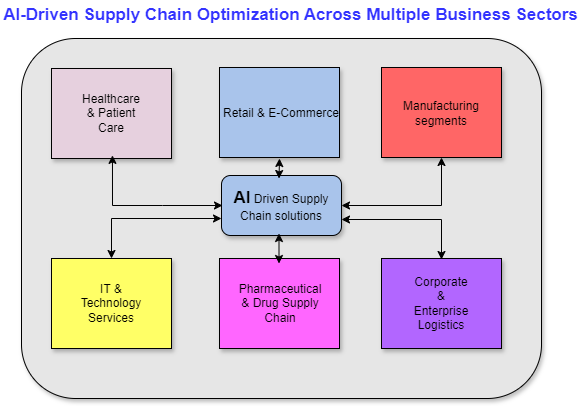 AI-Driven Supply Chain Optimization Across Multiple Business Sectors
Healthcare
& Patient
Care
Retail & E-Commerce
Manufacturing
segments
AI Driven Supply
Chain solutions
IT &
Technology
Services
Pharmaceutical
& Drug Supply
Chain
Corporate
&
Enterprise
Logistics